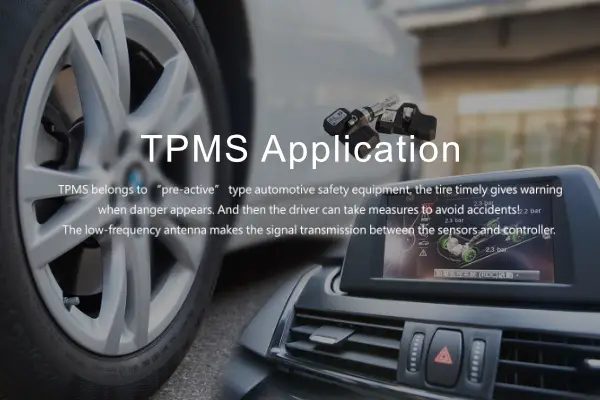 TPMS Application
TPMS belongs to “pre-active” type automotive safety equipment, the tire timely gives warning
when danger appears. And then the driver can take measures to avoid accidents!
The low-frequency antenna makes the signal transmission between the sensors and controller.
2.3 bar
2.2 bar
2.3 bar